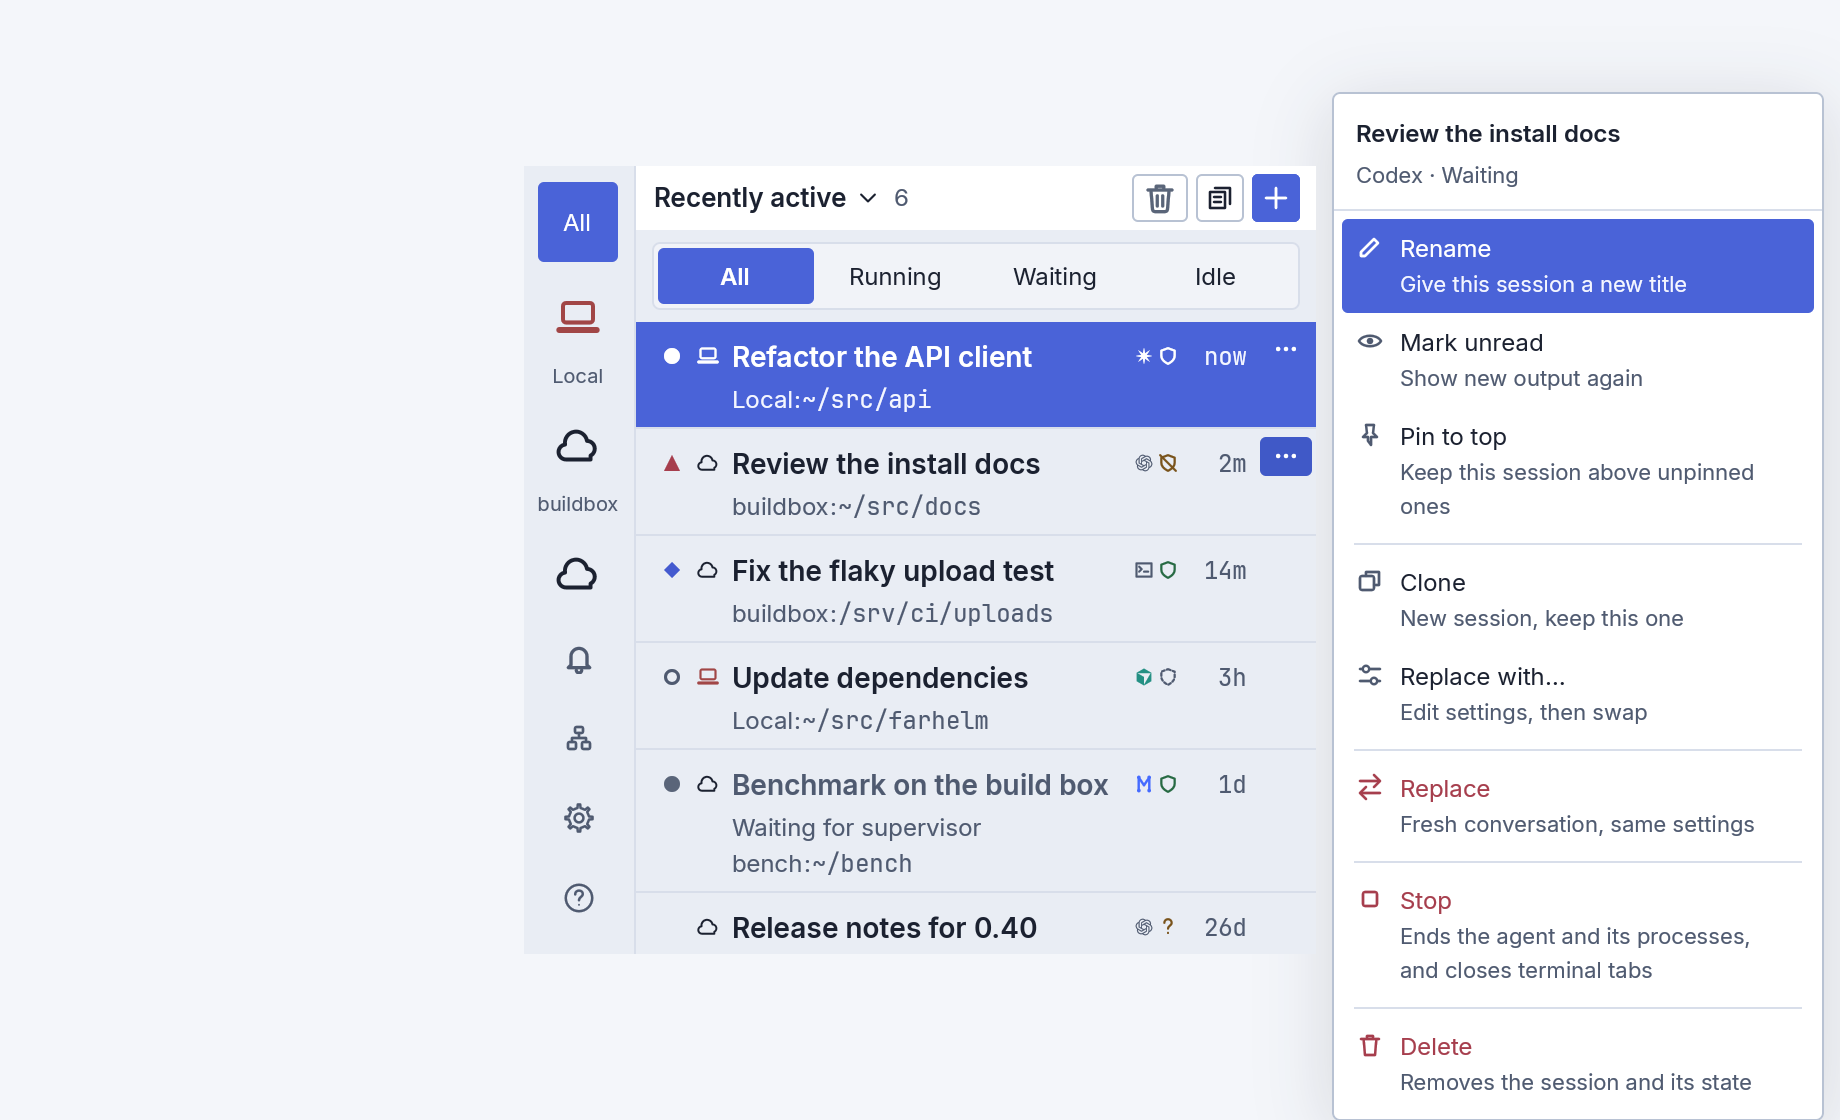 All
Local
buildbox
Recently active 6
All Running Waiting Idle
Refactor the API client now
Local:~/src/api
Review the install docs 2m
buildbox:~/src/docs
Fix the flaky upload test 14m
buildbox:/srv/ci/uploads
Update dependencies 3h
Local:~/src/farhelm
Benchmark on the build box 1d
Waiting for supervisor
bench:~/bench
Release notes for 0.40 26d
Review the install docs
Codex · Waiting
Rename
Give this session a new title
Mark unread
Show new output again
Pin to top
Keep this session above unpinned
ones
Clone
New session, keep this one
Replace with...
Edit settings, then swap
Replace
Fresh conversation, same settings
Stop
Ends the agent and its processes,
and closes terminal tabs
Delete
Removes the session and its state